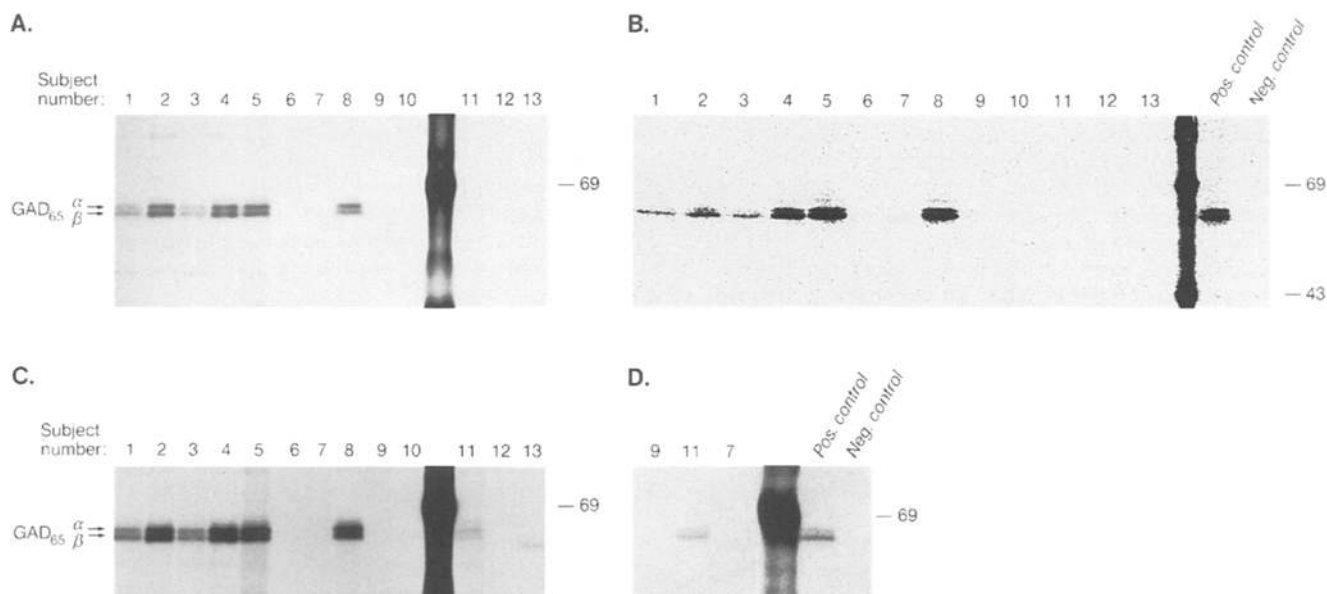 A.
Subject
number: 1 2 3 4 5 6 7 8 9 10 11 12 13
GAD65 α
β
— 69
B.
1 2 3 4 5 6 7 8 9 10 11 12 13 Pos. control Neg. control
— 69
— 43
C.
Subject
number: 1 2 3 4 5 6 7 8 9 10 11 12 13
GAD65 α
β
— 69
D.
9 11 7 Pos. control Neg. control
— 69